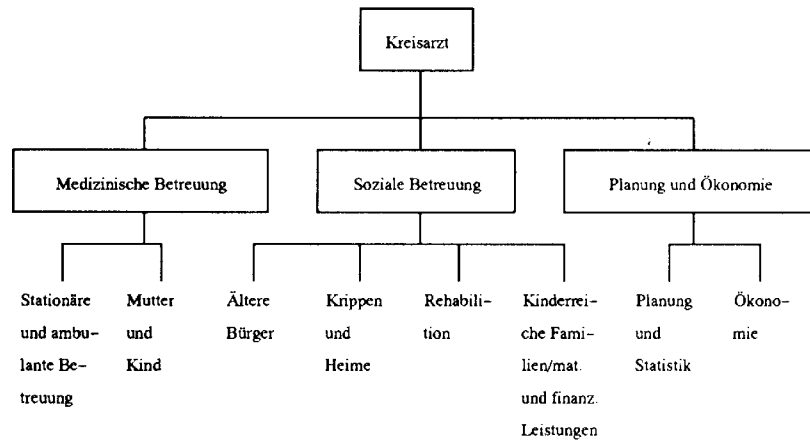 Kreisarzt
Medizinische Betreuung
Soziale Betreuung
Planung und Ökonomie
Stationäre
und ambu-
lante Be-
treuung
Mutter
und
Kind
Ältere
Bürger
Krippen
und
Heime
Rehabili-
tion
Kinderrei-
che Fami-
lien/mat.
und finanz.
Leistungen
Planung
und
Statistik
Ökono-
mie